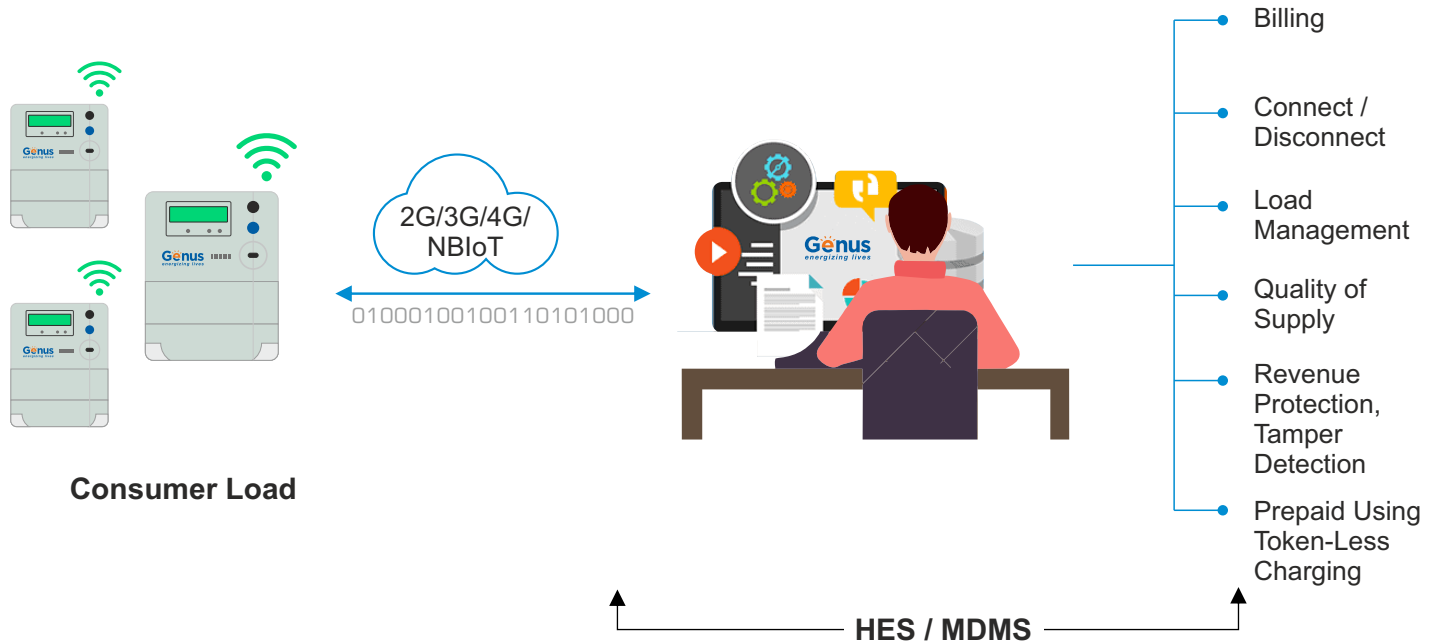 Genus
energizing lives
Genus
energizing lives
Genus
energizing lives
Consumer Load
2G/3G/4G/
NBIoT
01000100100110101000
Genus
energizing lives
Billing
Connect /
Disconnect
Load
Management
Quality of
Supply
Revenue
Protection,
Tamper
Detection
Prepaid Using
Token-Less
Charging
HES / MDMS